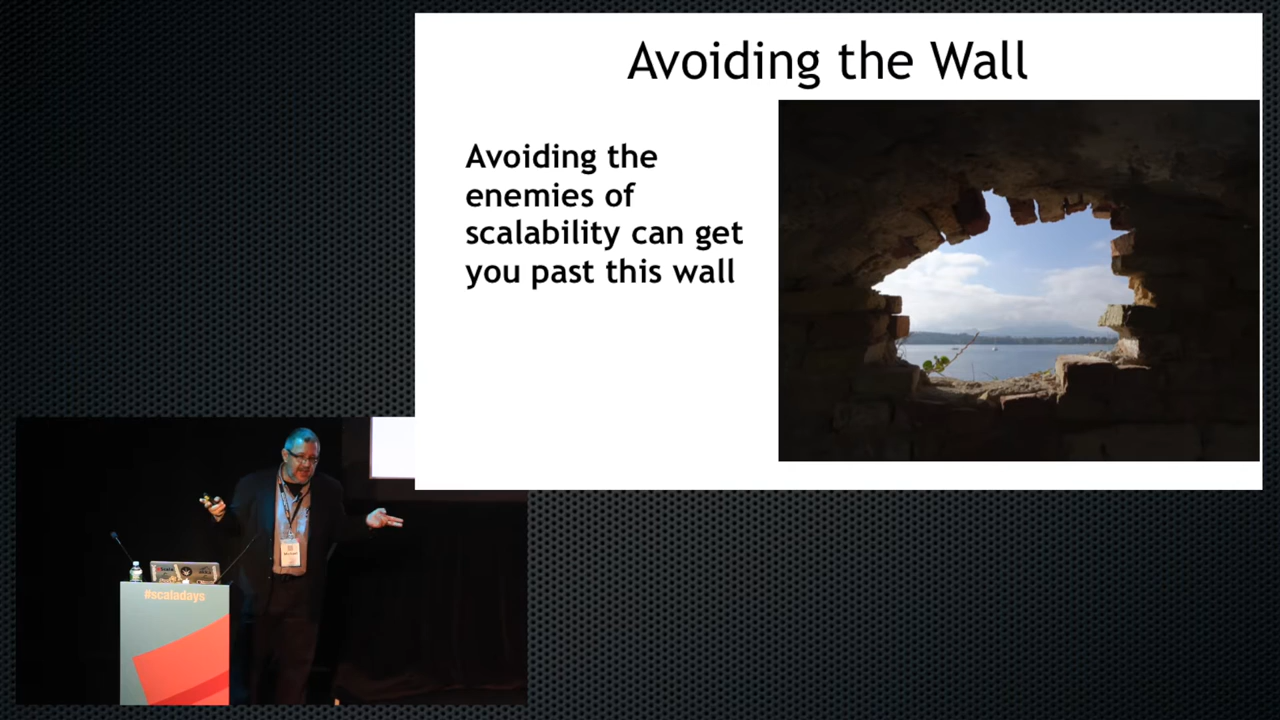 Avoiding the Wall
Avoiding the
enemies of
scalability can get
you past this wall
#scaladays